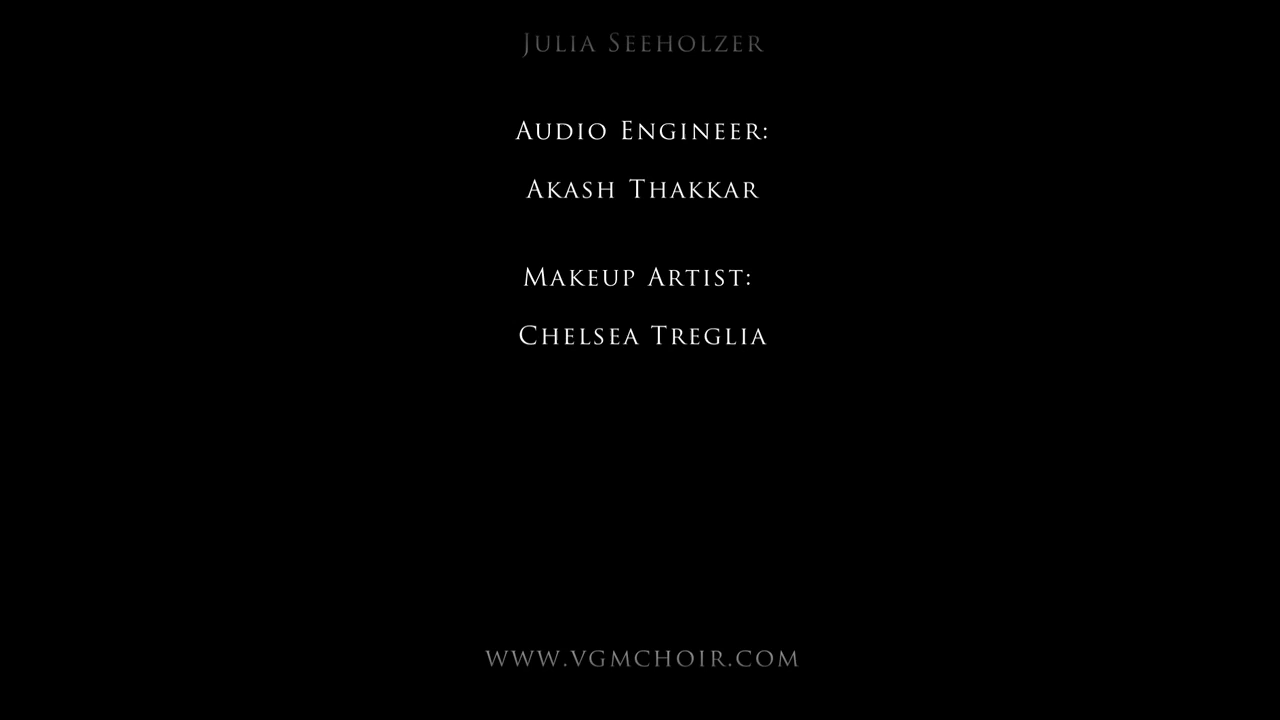 Julia Seeholzer
Audio Engineer:
Akash Thakkar
Makeup Artist:
Chelsea Treglia
www.vgmchoir.com